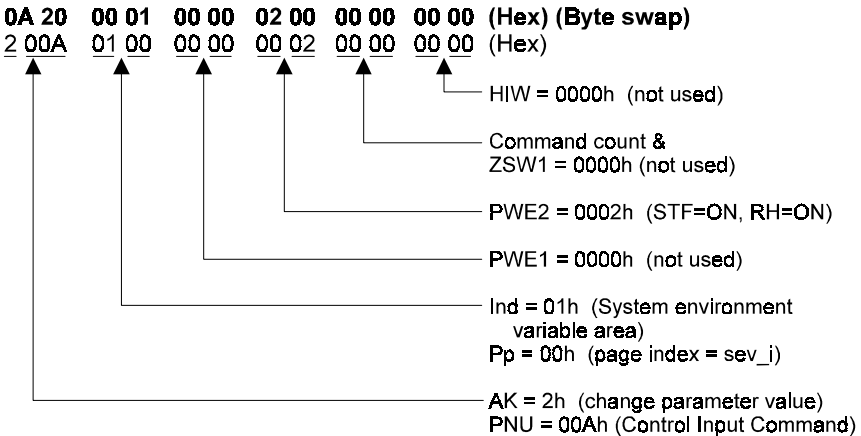 0A 20 00 01 00 00 02 00 00 00 00 00 (Hex) (Byte swap)
2 00A 01 00 00 00 00 02 00 00 00 00 (Hex)
HIW = 0000h (not used)
Command count &
ZSW1 = 0000h (not used)
PWE2 = 0002h (STF=ON, RH=ON)
PWE1 = 0000h (not used)
Ind = 01h (System environment
variable area)
Pp = 00h (page index = sev_i)
AK = 2h (change parameter value)
PNU = 00Ah (Control Input Command)